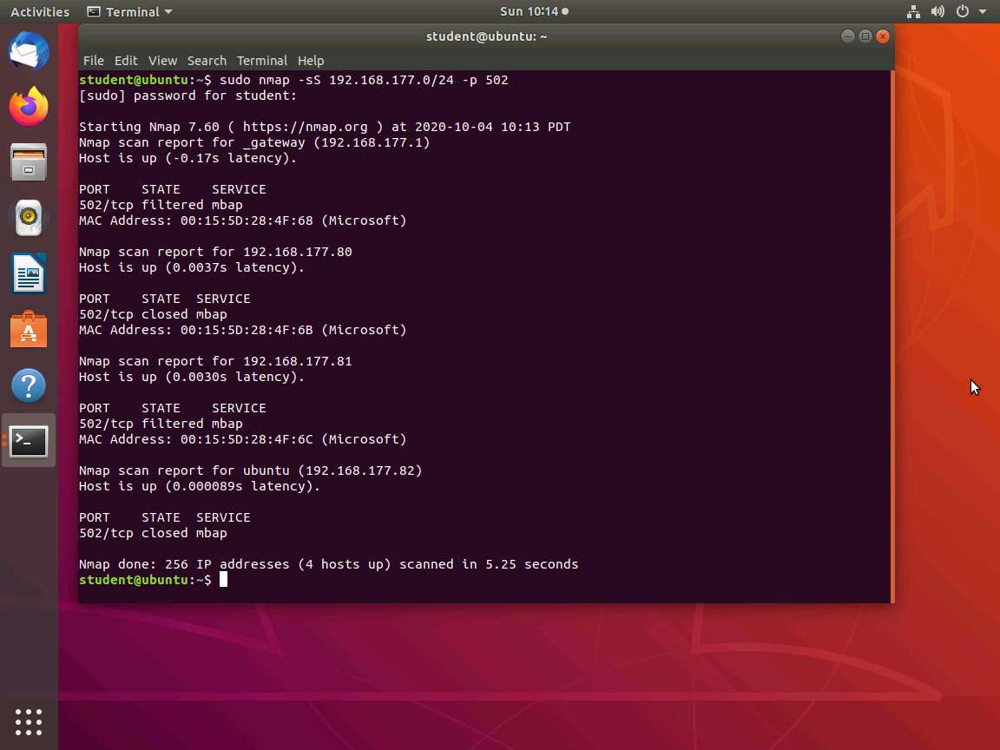 Activities Terminal Sun 10:14
student@ubuntu: ~
File Edit View Search Terminal Help
student@ubuntu:~$ sudo nmap -sS 192.168.177.0/24 -p 502
[sudo] password for student:
Starting Nmap 7.60 ( https://nmap.org ) at 2020-10-04 10:13 PDT
Nmap scan report for _gateway (192.168.177.1)
Host is up (-0.17s latency).
PORT    STATE    SERVICE
502/tcp filtered mbap
MAC Address: 00:15:5D:28:4F:68 (Microsoft)
Nmap scan report for 192.168.177.80
Host is up (0.0037s latency).
PORT    STATE  SERVICE
502/tcp closed mbap
MAC Address: 00:15:5D:28:4F:6B (Microsoft)
Nmap scan report for 192.168.177.81
Host is up (0.0030s latency).
PORT    STATE    SERVICE
502/tcp filtered mbap
MAC Address: 00:15:5D:28:4F:6C (Microsoft)
Nmap scan report for ubuntu (192.168.177.82)
Host is up (0.000089s latency).
PORT    STATE  SERVICE
502/tcp closed mbap
Nmap done: 256 IP addresses (4 hosts up) scanned in 5.25 seconds
student@ubuntu:~$